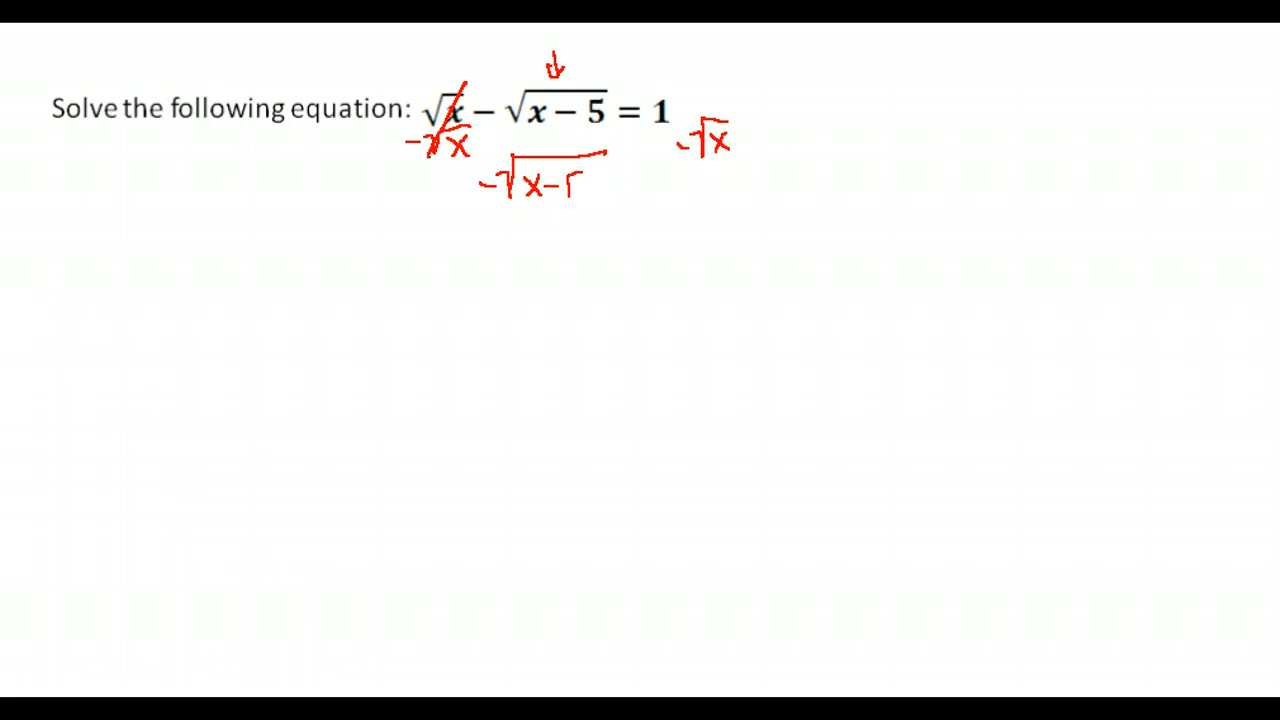 Solve the following equation: √x − √x − 5 = 1
−√x −√x
−√x−5